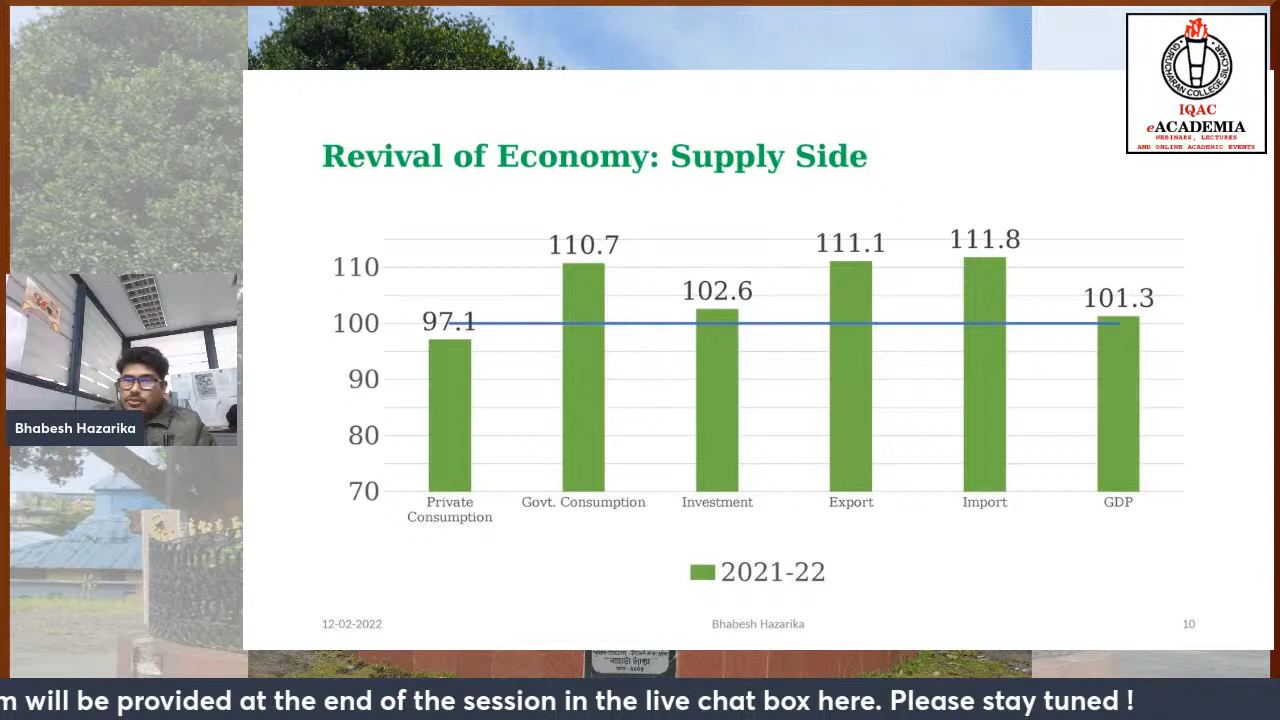 GURUCHARAN COLLEGE SILCHAR
IQAC
eACADEMIA
WEBINARS, LECTURES
AND ONLINE ACADEMIC EVENTS
Revival of Economy: Supply Side
110
100
90
80
70
97.1
110.7
102.6
111.1
111.8
101.3
Private
Consumption
Govt. Consumption
Investment
Export
Import
GDP
2021-22
12-02-2022
Bhabesh Hazarika
10
Bhabesh Hazarika
m will be provided at the end of the session in the live chat box here. Please stay tuned !